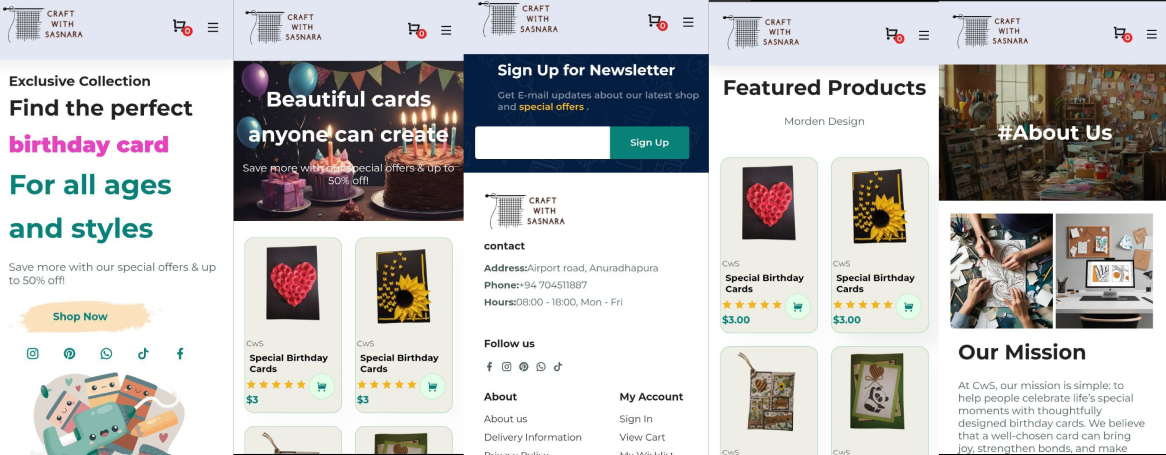 CRAFT
WITH
SASNARA
0
Exclusive Collection
Find the perfect
birthday card
For all ages
and styles
Save more with our special offers & up
to 50% off!
Shop Now
CRAFT
WITH
SASNARA
0
Beautiful cards
anyone can create
Save more with our special offers & up to
50% off!
CwS
Special Birthday
Cards
$3
CwS
Special Birthday
Cards
$3
CRAFT
WITH
SASNARA
0
Sign Up for Newsletter
Get E-mail updates about our latest shop
and special offers .
Sign Up
CRAFT
WITH
SASNARA
contact
Address:Airport road, Anuradhapura
Phone:+94 704511887
Hours:08:00 - 18:00, Mon - Fri
Follow us
About
About us
Delivery Information
Privacy Policy
My Account
Sign In
View Cart
My Wishlist
CRAFT
WITH
SASNARA
0
Featured Products
Morden Design
CwS
Special Birthday
Cards
$3.00
CwS
Special Birthday
Cards
$3.00
CwS
CwS
CRAFT
WITH
SASNARA
0
#About Us
Our Mission
At CwS, our mission is simple: to
help people celebrate life's special
moments with thoughtfully
designed birthday cards. We believe
that a well-chosen card can bring
joy, strengthen bonds, and make